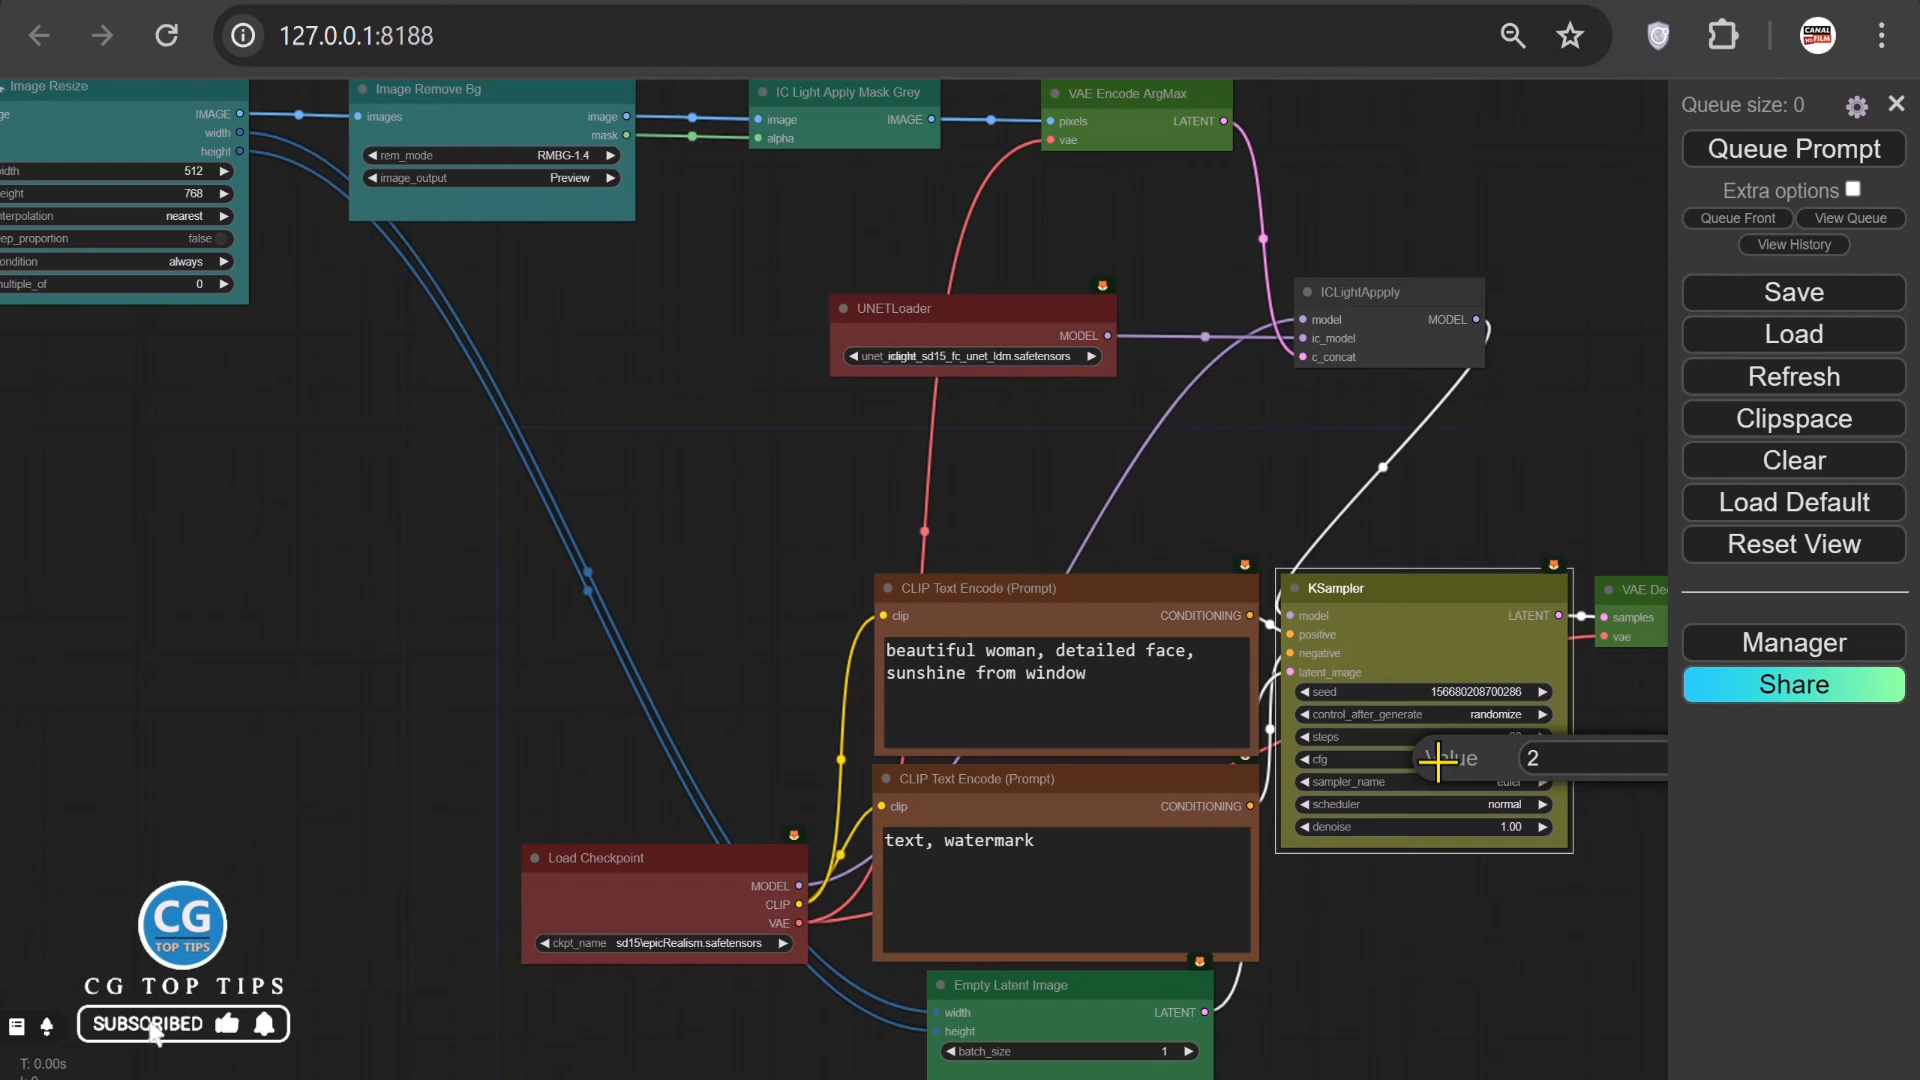 127.0.0.1:8188
CANAL
FILM
Image Resize
IMAGE
width
height
512
768
nearest
false
always
0
Image Remove Bg
images
image
mask
rem_mode
RMBG-1.4
image_output
Preview
IC Light Apply Mask Grey
image
IMAGE
alpha
VAE Encode ArgMax
pixels
LATENT
vae
UNETLoader
MODEL
iclight_sd15_fc_unet_ldm.safetensors
ICLightAppply
model
MODEL
ic_model
c_concat
CLIP Text Encode (Prompt)
clip
CONDITIONING
beautiful woman, detailed face,
sunshine from window
CLIP Text Encode (Prompt)
clip
CONDITIONING
text, watermark
KSampler
model
LATENT
positive
negative
latent_image
seed
156680208700286
control_after_generate
randomize
steps
cfg
Value
2
sampler_name
euler
scheduler
normal
denoise
1.00
VAE
samples
vae
Load Checkpoint
MODEL
CLIP
VAE
ckpt_name
sd15\epicRealism.safetensors
Empty Latent Image
width
LATENT
height
batch_size
1
Queue size: 0
Queue Prompt
Extra options
Queue Front
View Queue
View History
Save
Load
Refresh
Clipspace
Clear
Load Default
Reset View
Manager
Share
CG
TOP TIPS
CG TOP TIPS
SUBSCRIBED
T: 0.00s